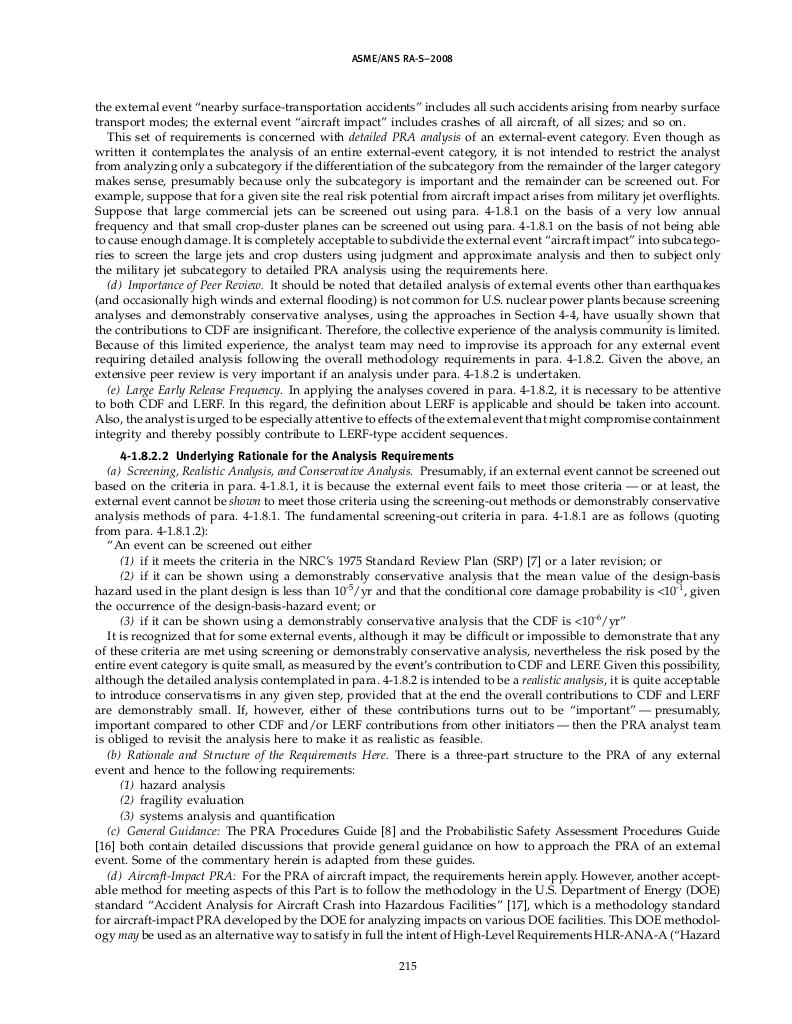 ASME/ANS RA-S–2008
the external event “nearby surface-transportation accidents” includes all such accidents arising from nearby surface
transport modes; the external event “aircraft impact” includes crashes of all aircraft, of all sizes; and so on.
This set of requirements is concerned with detailed PRA analysis of an external-event category. Even though as
written it contemplates the analysis of an entire external-event category, it is not intended to restrict the analyst
from analyzing only a subcategory if the differentiation of the subcategory from the remainder of the larger category
makes sense, presumably because only the subcategory is important and the remainder can be screened out. For
example, suppose that for a given site the real risk potential from aircraft impact arises from military jet overflights.
Suppose that large commercial jets can be screened out using para. 4-1.8.1 on the basis of a very low annual
frequency and that small crop-duster planes can be screened out using para. 4-1.8.1 on the basis of not being able
to cause enough damage. It is completely acceptable to subdivide the external event “aircraft impact” into subcatego-
ries to screen the large jets and crop dusters using judgment and approximate analysis and then to subject only
the military jet subcategory to detailed PRA analysis using the requirements here.
(d) Importance of Peer Review. It should be noted that detailed analysis of external events other than earthquakes
(and occasionally high winds and external flooding) is not common for U.S. nuclear power plants because screening
analyses and demonstrably conservative analyses, using the approaches in Section 4-4, have usually shown that
the contributions to CDF are insignificant. Therefore, the collective experience of the analysis community is limited.
Because of this limited experience, the analyst team may need to improvise its approach for any external event
requiring detailed analysis following the overall methodology requirements in para. 4-1.8.2. Given the above, an
extensive peer review is very important if an analysis under para. 4-1.8.2 is undertaken.
(e) Large Early Release Frequency. In applying the analyses covered in para. 4-1.8.2, it is necessary to be attentive
to both CDF and LERF. In this regard, the definition about LERF is applicable and should be taken into account.
Also, the analyst is urged to be especially attentive to effects of the external event that might compromise containment
integrity and thereby possibly contribute to LERF-type accident sequences.
4-1.8.2.2 Underlying Rationale for the Analysis Requirements
(a) Screening, Realistic Analysis, and Conservative Analysis. Presumably, if an external event cannot be screened out
based on the criteria in para. 4-1.8.1, it is because the external event fails to meet those criteria — or at least, the
external event cannot be shown to meet those criteria using the screening-out methods or demonstrably conservative
analysis methods of para. 4-1.8.1. The fundamental screening-out criteria in para. 4-1.8.1 are as follows (quoting
from para. 4-1.8.1.2):
“An event can be screened out either
(1) if it meets the criteria in the NRC’s 1975 Standard Review Plan (SRP) [7] or a later revision; or
(2) if it can be shown using a demonstrably conservative analysis that the mean value of the design-basis
hazard used in the plant design is less than 10⁻⁵/yr and that the conditional core damage probability is <10⁻¹, given
the occurrence of the design-basis-hazard event; or
(3) if it can be shown using a demonstrably conservative analysis that the CDF is <10⁻⁶/yr”
It is recognized that for some external events, although it may be difficult or impossible to demonstrate that any
of these criteria are met using screening or demonstrably conservative analysis, nevertheless the risk posed by the
entire event category is quite small, as measured by the event’s contribution to CDF and LERF. Given this possibility,
although the detailed analysis contemplated in para. 4-1.8.2 is intended to be a realistic analysis, it is quite acceptable
to introduce conservatisms in any given step, provided that at the end the overall contributions to CDF and LERF
are demonstrably small. If, however, either of these contributions turns out to be “important” — presumably,
important compared to other CDF and/or LERF contributions from other initiators — then the PRA analyst team
is obliged to revisit the analysis here to make it as realistic as feasible.
(b) Rationale and Structure of the Requirements Here. There is a three-part structure to the PRA of any external
event and hence to the following requirements:
(1) hazard analysis
(2) fragility evaluation
(3) systems analysis and quantification
(c) General Guidance: The PRA Procedures Guide [8] and the Probabilistic Safety Assessment Procedures Guide
[16] both contain detailed discussions that provide general guidance on how to approach the PRA of an external
event. Some of the commentary herein is adapted from these guides.
(d) Aircraft-Impact PRA: For the PRA of aircraft impact, the requirements herein apply. However, another accept-
able method for meeting aspects of this Part is to follow the methodology in the U.S. Department of Energy (DOE)
standard “Accident Analysis for Aircraft Crash into Hazardous Facilities” [17], which is a methodology standard
for aircraft-impact PRA developed by the DOE for analyzing impacts on various DOE facilities. This DOE methodol-
ogy may be used as an alternative way to satisfy in full the intent of High-Level Requirements HLR-ANA-A (“Hazard
215